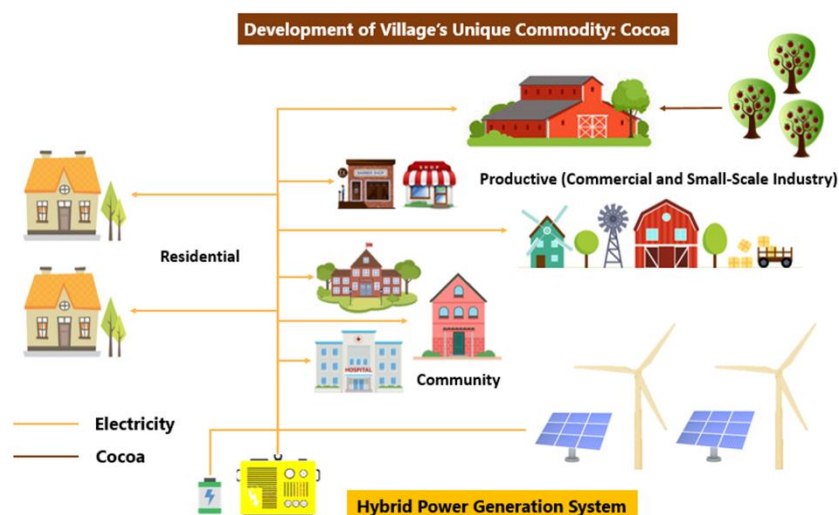 Development of Village's Unique Commodity: Cocoa
SHOP
Productive (Commercial and Small-Scale Industry)
Residential
HOSPITAL
Community
Electricity
Cocoa
Hybrid Power Generation System